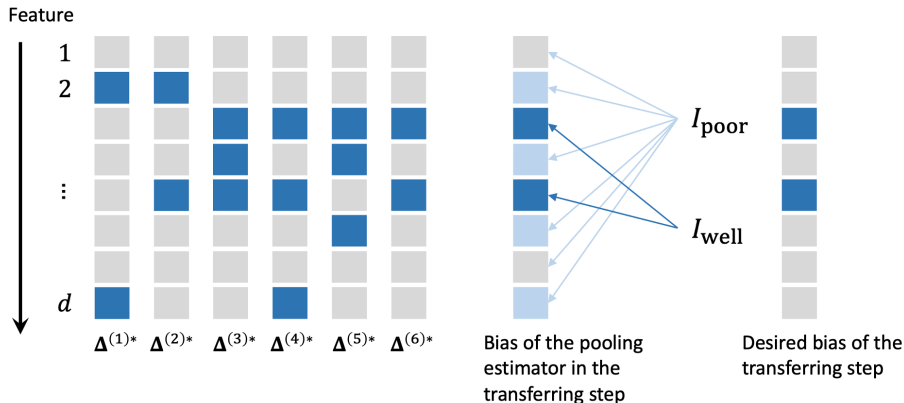 Feature
1
2
⋮
d
Δ⁽¹⁾* Δ⁽²⁾* Δ⁽³⁾* Δ⁽⁴⁾* Δ⁽⁵⁾* Δ⁽⁶⁾*
Bias of the pooling
estimator in the
transferring step
I_poor
I_well
Desired bias of the
transferring step